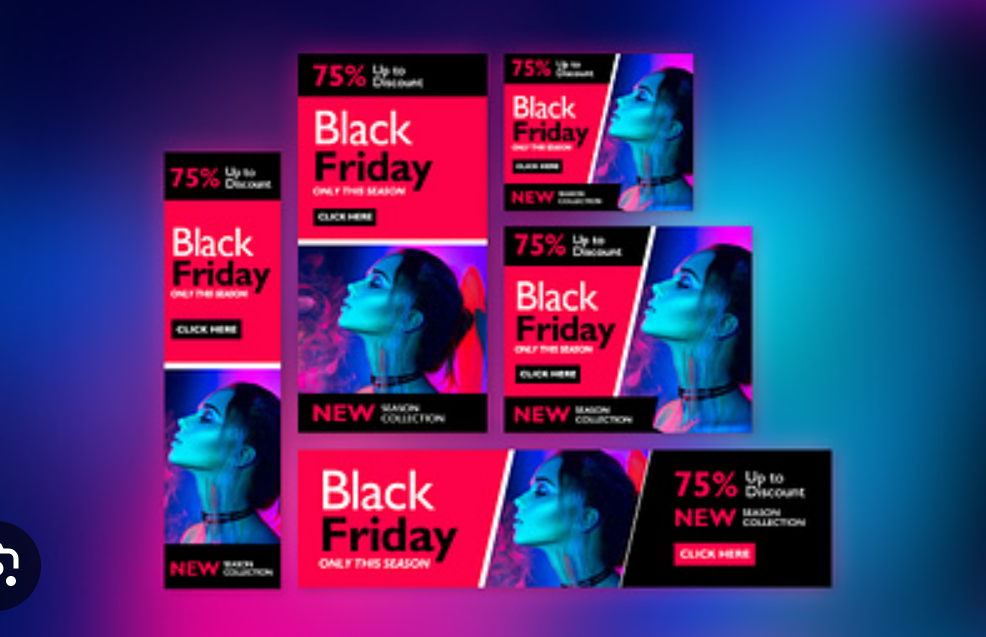 75% Up to
Discount
Black
Friday
ONLY THIS SEASON
CLICK HERE
NEW SEASON
COLLECTION
75% Up to
Discount
Black
Friday
ONLY THIS SEASON
CLICK HERE
NEW SEASON
COLLECTION
75% Up to
Discount
Black
Friday
ONLY THIS SEASON
CLICK HERE
NEW SEASON
COLLECTION
75% Up to
Discount
Black
Friday
ONLY THIS SEASON
CLICK HERE
NEW SEASON
COLLECTION
Black
Friday
ONLY THIS SEASON
75% Up to
Discount
NEW SEASON
COLLECTION
CLICK HERE